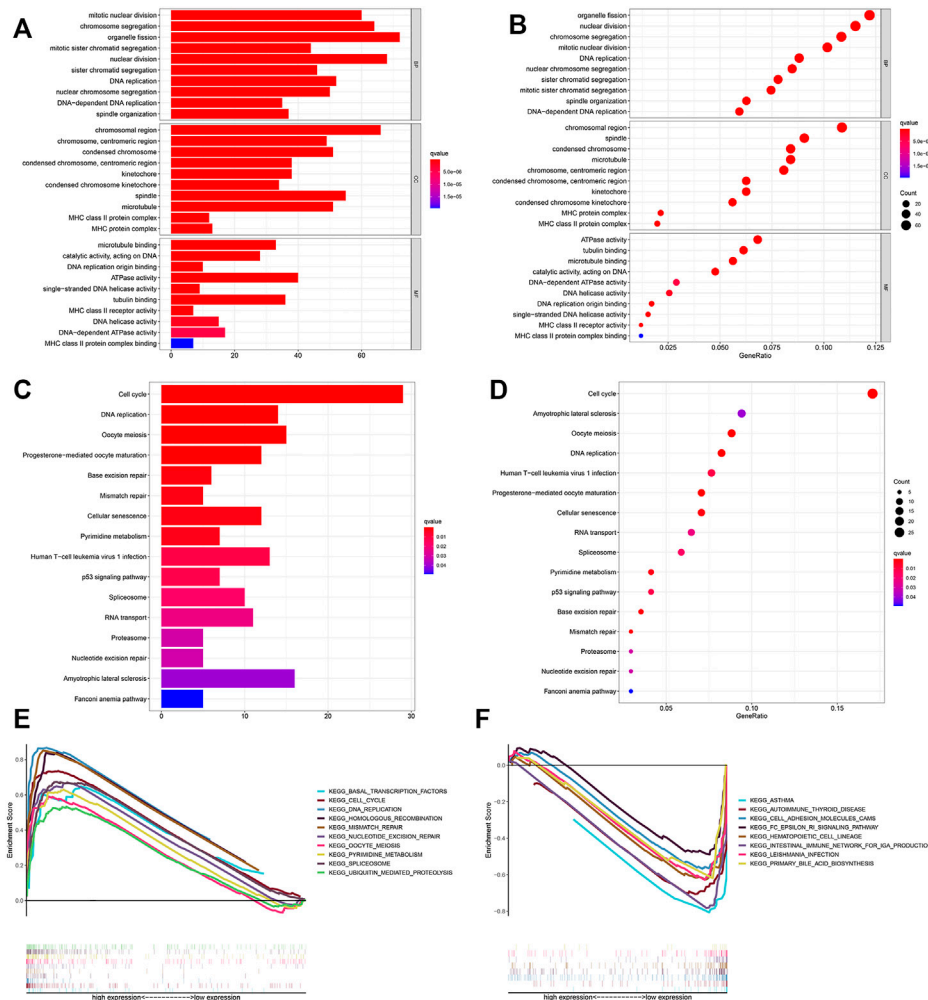 A
mitotic nuclear division
chromosome segregation
organelle fission
mitotic sister chromatid segregation
nuclear division
sister chromatid segregation
DNA replication
nuclear chromosome segregation
DNA-dependent DNA replication
spindle organization
BP
chromosomal region
chromosome, centromeric region
condensed chromosome
condensed chromosome, centromeric region
kinetochore
condensed chromosome kinetochore
spindle
microtubule
MHC class II protein complex
MHC protein complex
CC
microtubule binding
catalytic activity, acting on DNA
DNA replication origin binding
ATPase activity
single-stranded DNA helicase activity
tubulin binding
MHC class II receptor activity
DNA helicase activity
DNA-dependent ATPase activity
MHC class II protein complex binding
MF
0 20 40 60
qvalue
5.0e-06
1.0e-05
1.5e-05
B
organelle fission
nuclear division
chromosome segregation
mitotic nuclear division
DNA replication
nuclear chromosome segregation
sister chromatid segregation
mitotic sister chromatid segregation
spindle organization
DNA-dependent DNA replication
BP
chromosomal region
spindle
condensed chromosome
microtubule
chromosome, centromeric region
condensed chromosome, centromeric region
kinetochore
condensed chromosome kinetochore
MHC protein complex
MHC class II protein complex
CC
ATPase activity
tubulin binding
microtubule binding
catalytic activity, acting on DNA
DNA-dependent ATPase activity
DNA helicase activity
DNA replication origin binding
single-stranded DNA helicase activity
MHC class II receptor activity
MHC class II protein complex binding
MF
0.025 0.050 0.075 0.100 0.125
GeneRatio
qvalue
Count
20
40
60
C
Cell cycle
DNA replication
Oocyte meiosis
Progesterone-mediated oocyte maturation
Base excision repair
Mismatch repair
Cellular senescence
Pyrimidine metabolism
Human T-cell leukemia virus 1 infection
p53 signaling pathway
Spliceosome
RNA transport
Proteasome
Nucleotide excision repair
Amyotrophic lateral sclerosis
Fanconi anemia pathway
0 10 20 30
qvalue
0.01
0.02
0.03
0.04
D
Cell cycle
Amyotrophic lateral sclerosis
Oocyte meiosis
DNA replication
Human T-cell leukemia virus 1 infection
Progesterone-mediated oocyte maturation
Cellular senescence
RNA transport
Spliceosome
Pyrimidine metabolism
p53 signaling pathway
Base excision repair
Mismatch repair
Proteasome
Nucleotide excision repair
Fanconi anemia pathway
0.05 0.10 0.15
GeneRatio
Count
5
10
15
20
25
qvalue
0.01
0.02
0.03
0.04
E
Enrichment Score
0.8
0.6
0.4
0.2
0.0
KEGG_BASAL_TRANSCRIPTION_FACTORS
KEGG_CELL_CYCLE
KEGG_DNA_REPLICATION
KEGG_HOMOLOGOUS_RECOMBINATION
KEGG_MISMATCH_REPAIR
KEGG_NUCLEOTIDE_EXCISION_REPAIR
KEGG_OOCYTE_MEIOSIS
KEGG_PYRIMIDINE_METABOLISM
KEGG_SPLICEOSOME
KEGG_UBIQUITIN_MEDIATED_PROTEOLYSIS
high expression<------------>low expression
F
Enrichment Score
0.0
-0.2
-0.4
-0.6
-0.8
KEGG_ASTHMA
KEGG_AUTOIMMUNE_THYROID_DISEASE
KEGG_CELL_ADHESION_MOLECULES_CAMS
KEGG_FC_EPSILON_RI_SIGNALING_PATHWAY
KEGG_HEMATOPOIETIC_CELL_LINEAGE
KEGG_INTESTINAL_IMMUNE_NETWORK_FOR_IGA_PRODUCTION
KEGG_LEISHMANIA_INFECTION
KEGG_PRIMARY_BILE_ACID_BIOSYNTHESIS
high expression<------------>low expression